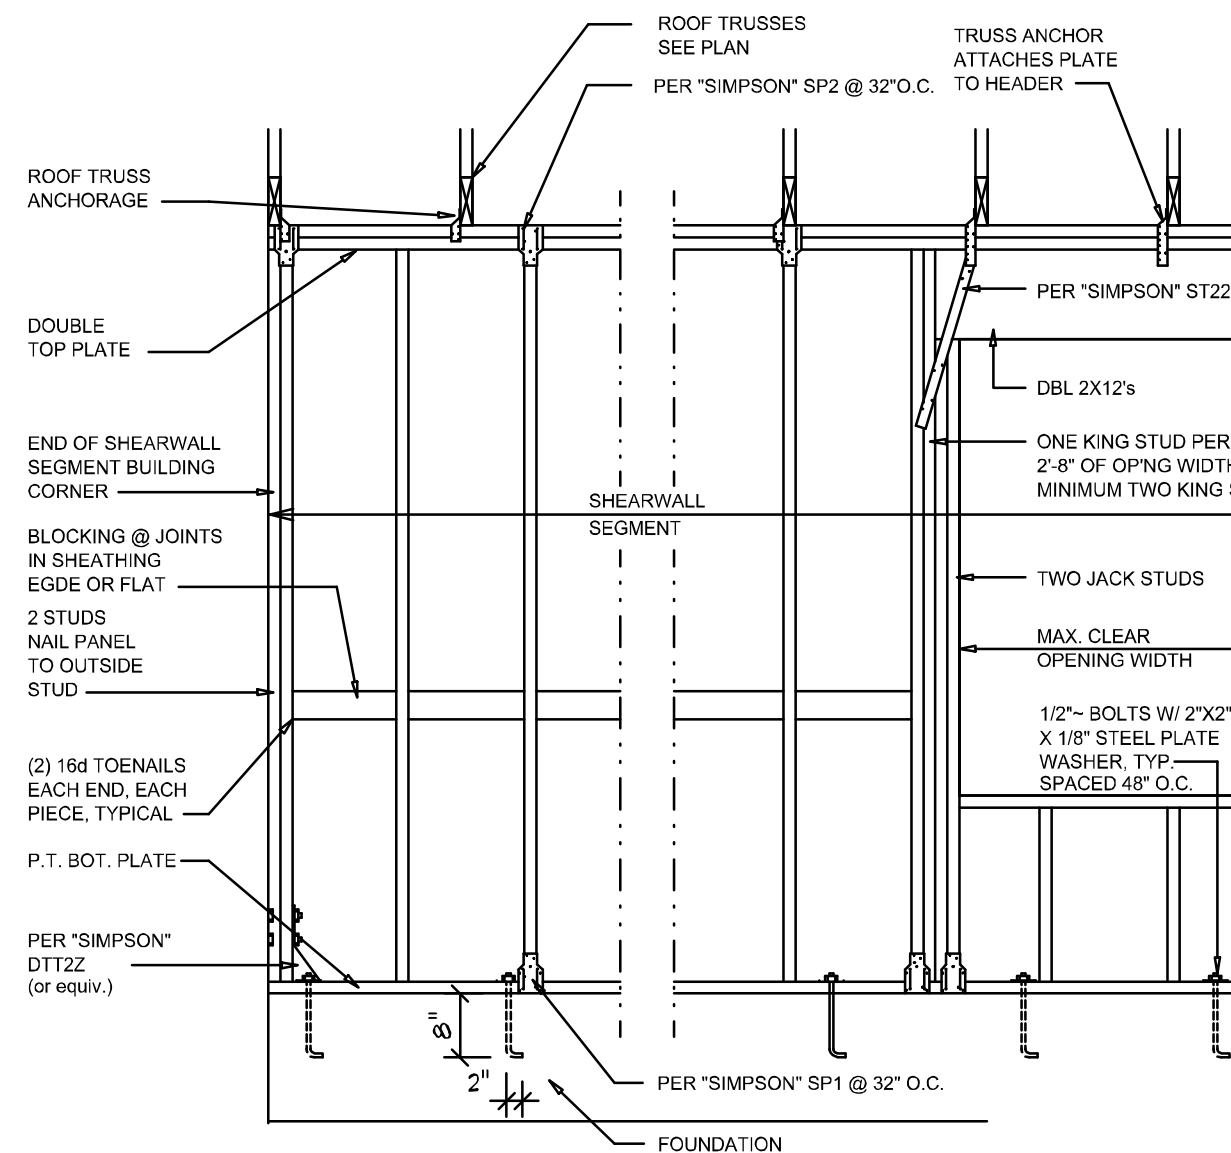 ROOF TRUSSES
SEE PLAN
PER "SIMPSON" SP2 @ 32"O.C.
TRUSS ANCHOR
ATTACHES PLATE
TO HEADER
ROOF TRUSS
ANCHORAGE
DOUBLE
TOP PLATE
PER "SIMPSON" ST22
DBL 2X12's
END OF SHEARWALL
SEGMENT BUILDING
CORNER
ONE KING STUD PER
2'-8" OF OP'NG WIDTH
MINIMUM TWO KING
SHEARWALL
SEGMENT
BLOCKING @ JOINTS
IN SHEATHING
EGDE OR FLAT
2 STUDS
NAIL PANEL
TO OUTSIDE
STUD
TWO JACK STUDS
MAX. CLEAR
OPENING WIDTH
1/2"~ BOLTS W/ 2"X2"
X 1/8" STEEL PLATE
WASHER, TYP.
SPACED 48" O.C.
(2) 16d TOENAILS
EACH END, EACH
PIECE, TYPICAL
P.T. BOT. PLATE
PER "SIMPSON"
DTT2Z
(or equiv.)
8"
2"
PER "SIMPSON" SP1 @ 32" O.C.
FOUNDATION